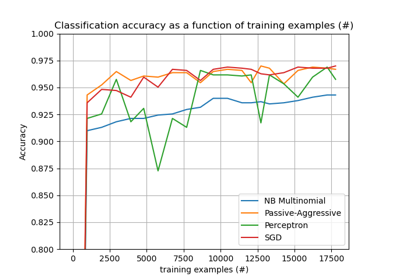 Classification accuracy as a function of training examples (#)
1.000
0.975
0.950
0.925
0.900
0.875
0.850
0.825
0.800
Accuracy
NB Multinomial
Passive-Aggressive
Perceptron
SGD
0 2500 5000 7500 10000 12500 15000 17500
training examples (#)